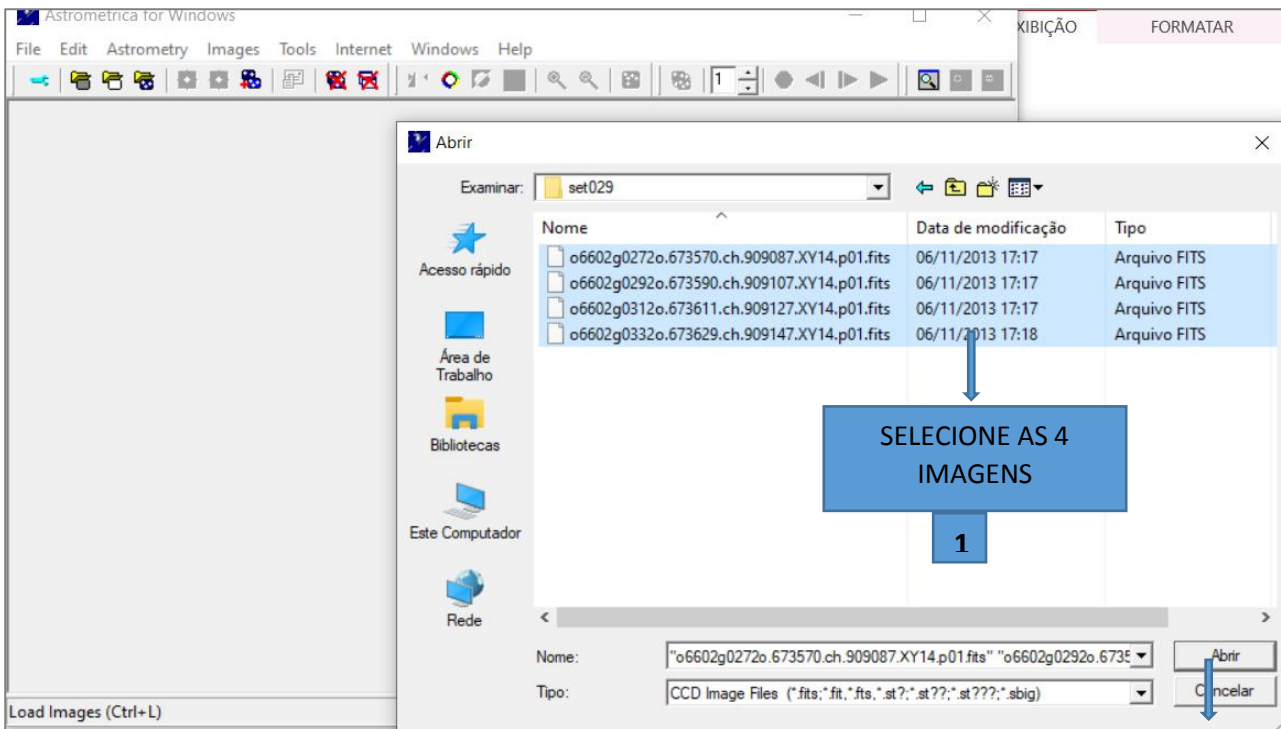 Astrometrica for Windows
XIBIÇÃO FORMATAR
File Edit Astrometry Images Tools Internet Windows Help
1
Abrir
Examinar: set029
Nome Data de modificação Tipo
o6602g0272o.673570.ch.909087.XY14.p01.fits 06/11/2013 17:17 Arquivo FITS
o6602g0292o.673590.ch.909107.XY14.p01.fits 06/11/2013 17:17 Arquivo FITS
o6602g0312o.673611.ch.909127.XY14.p01.fits 06/11/2013 17:17 Arquivo FITS
o6602g0332o.673629.ch.909147.XY14.p01.fits 06/11/2013 17:18 Arquivo FITS
Acesso rápido
Área de
Trabalho
Bibliotecas
Este Computador
Rede
SELECIONE AS 4
IMAGENS
1
Nome: "o6602g0272o.673570.ch.909087.XY14.p01.fits" "o6602g0292o.6735 Abrir
Tipo: CCD Image Files (*.fits;*.fit,*.fts,*.st?;*.st??;*.st???;*.sbig) Cancelar
Load Images (Ctrl+L)